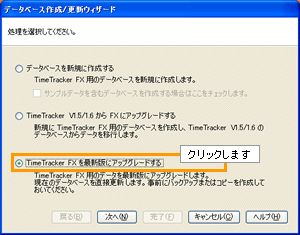 データベース作成/更新ウィザード
処理を選択してください。
データベースを新規に作成する
TimeTracker FX 用のデータベースを新規に作成します。
サンプルデータを含むデータベースを作成する場合はここをチェックします。
TimeTracker V1.5/1.6 から FX にアップグレードする
新規に TimeTracker FX 用のデータベースを作成し、TimeTracker V1.5/1.6 の
データベースからデータを移行します。
クリックします
TimeTracker FX を最新版にアップグレードする
TimeTracker FX 用のデータを最新版にアップグレードします。
現在のデータベースを直接更新します。事前にバックアップまたはコピーを作成して
おいてください。
戻る(B) 次へ(N) 完了(F) キャンセル(C) ヘルプ(H)